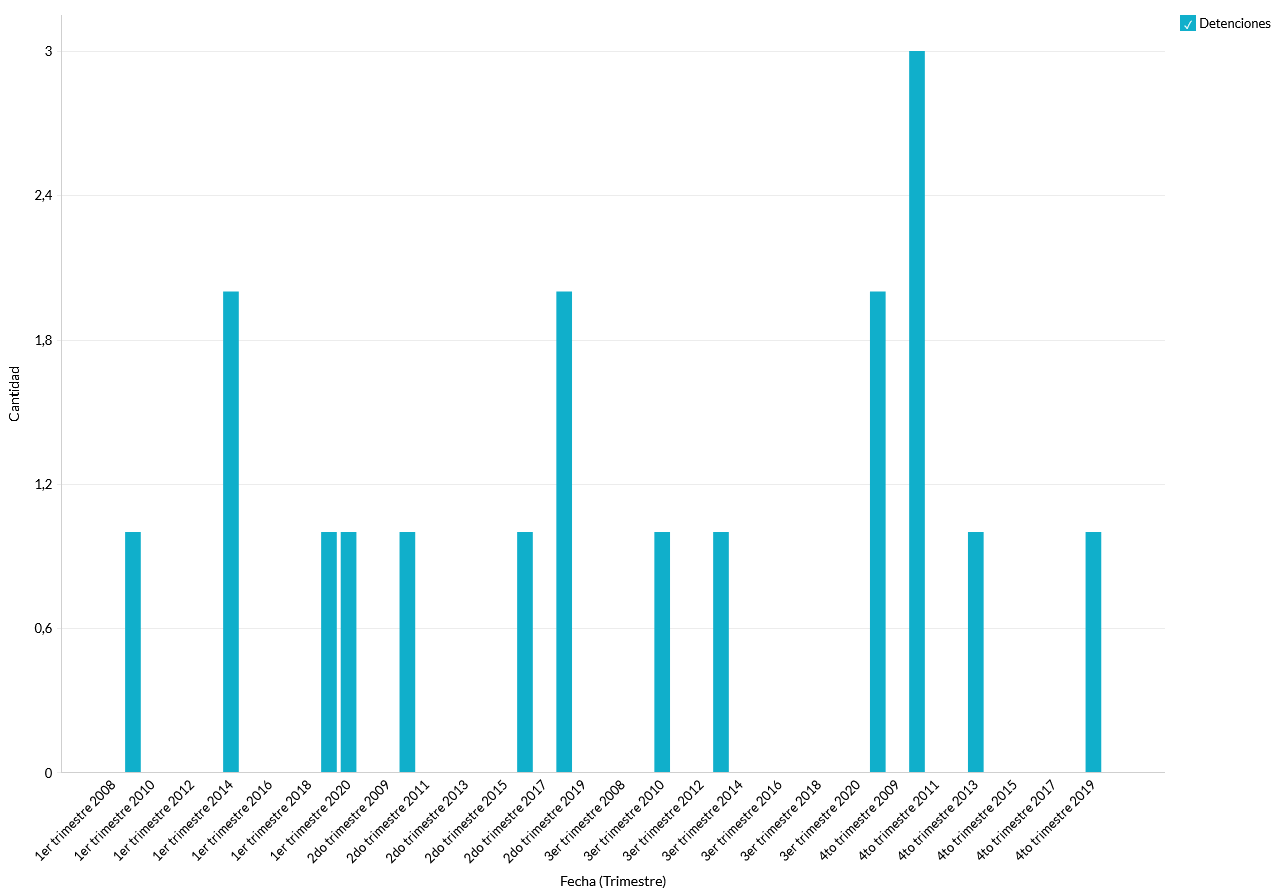 Detenciones
Cantidad
3
2,4
1,8
1,2
0,6
0
1er trimestre 2008
1er trimestre 2010
1er trimestre 2012
1er trimestre 2014
1er trimestre 2016
1er trimestre 2018
1er trimestre 2020
2do trimestre 2009
2do trimestre 2011
2do trimestre 2013
2do trimestre 2015
2do trimestre 2017
2do trimestre 2019
3er trimestre 2008
3er trimestre 2010
3er trimestre 2012
3er trimestre 2014
3er trimestre 2016
3er trimestre 2018
3er trimestre 2020
4to trimestre 2009
4to trimestre 2011
4to trimestre 2013
4to trimestre 2015
4to trimestre 2017
4to trimestre 2019
Fecha (Trimestre)